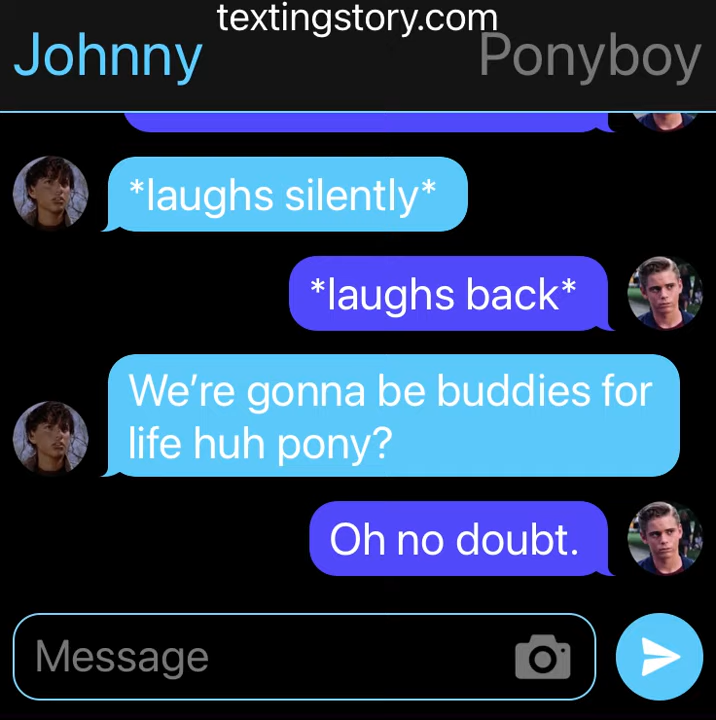 textingstory.com
Johnny
Ponyboy
*laughs silently*
*laughs back*
We’re gonna be buddies for
life huh pony?
Oh no doubt.
Message